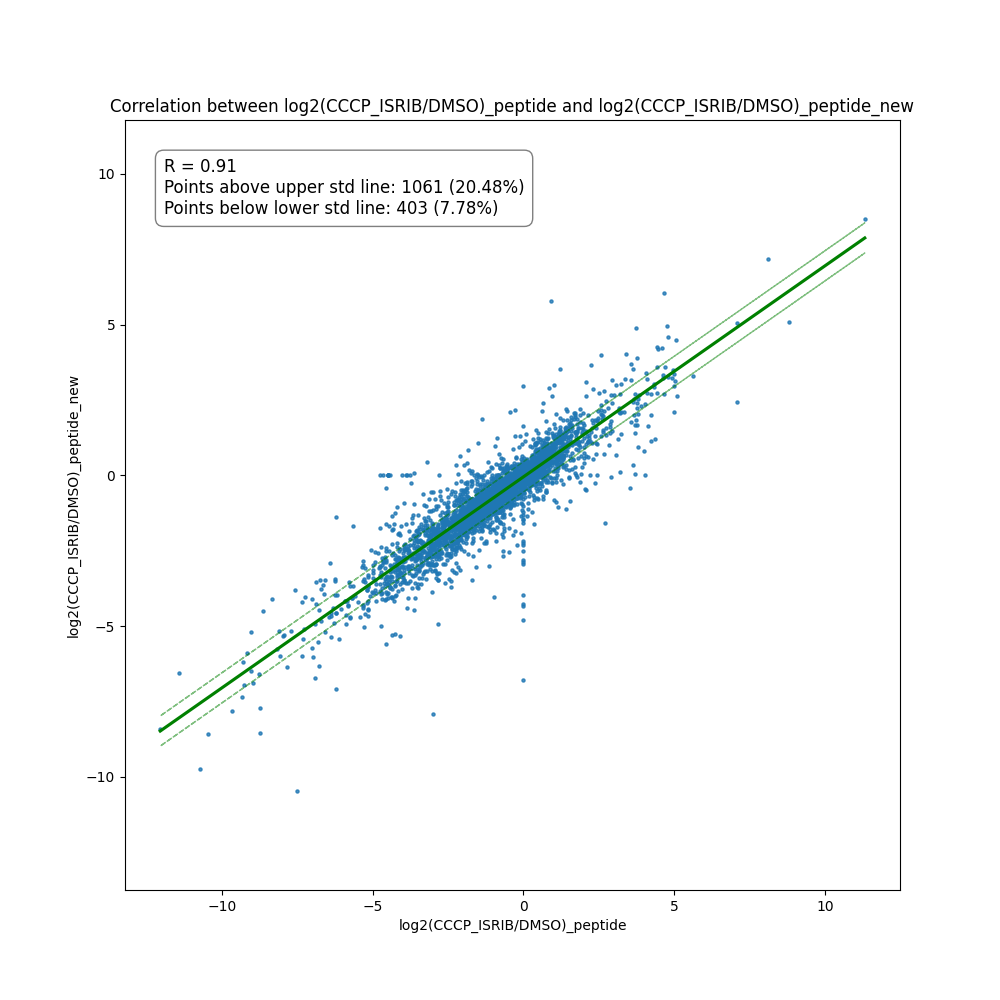 Correlation between log2(CCCP_ISRIB/DMSO)_peptide and log2(CCCP_ISRIB/DMSO)_peptide_new
R = 0.91
Points above upper std line: 1061 (20.48%)
Points below lower std line: 403 (7.78%)
10
5
0
−5
−10
log2(CCCP_ISRIB/DMSO)_peptide_new
−10
−5
0
5
10
log2(CCCP_ISRIB/DMSO)_peptide